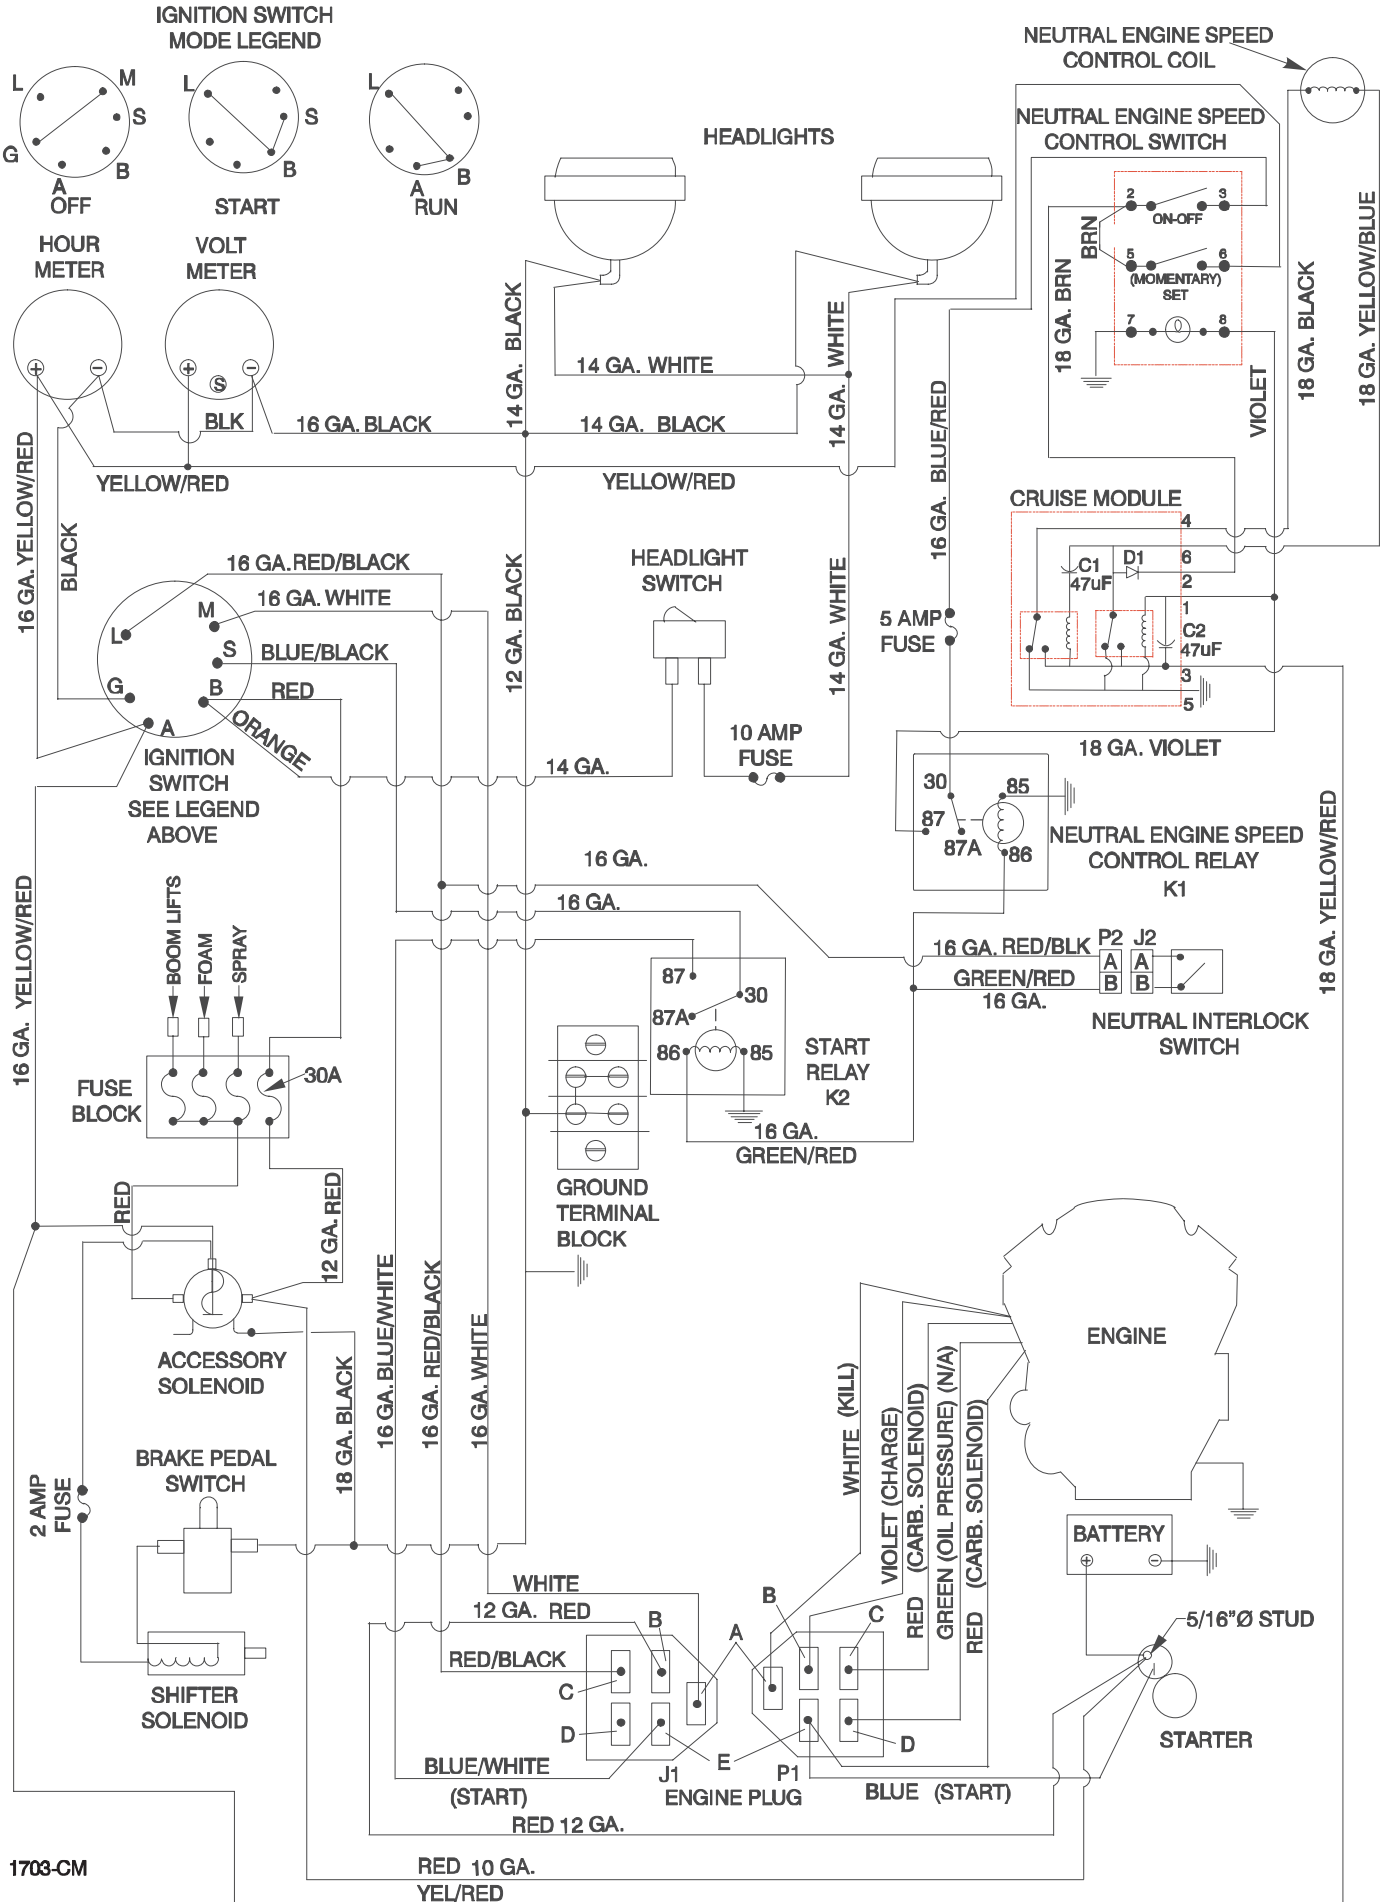 IGNITION SWITCH
MODE LEGEND
L
M
S
G
A
B
OFF
L
S
B
START
L
A
B
RUN
HEADLIGHTS
NEUTRAL ENGINE SPEED
CONTROL COIL
NEUTRAL ENGINE SPEED
CONTROL SWITCH
2
3
ON-OFF
BRN
5
6
(MOMENTARY)
SET
7
8
18 GA. BRN
VIOLET
18 GA. BLACK
18 GA. YELLOW/BLUE
HOUR
METER
+
-
VOLT
METER
+
S
-
BLK
16 GA. BLACK
14 GA. BLACK
14 GA. WHITE
14 GA. BLACK
14 GA. WHITE
YELLOW/RED
YELLOW/RED
16 GA. YELLOW/RED
BLACK
16 GA. BLUE/RED
CRUISE MODULE
4
6
2
1
3
5
C1
47uF
D1
C2
47uF
16 GA. RED/BLACK
16 GA. WHITE
BLUE/BLACK
RED
ORANGE
L
M
S
G
B
A
IGNITION
SWITCH
SEE LEGEND
ABOVE
12 GA. BLACK
HEADLIGHT
SWITCH
14 GA. WHITE
5 AMP
FUSE
10 AMP
FUSE
14 GA.
18 GA. VIOLET
30
85
87
87A
86
NEUTRAL ENGINE SPEED
CONTROL RELAY
K1
18 GA. YELLOW/RED
16 GA.
16 GA.
16 GA. RED/BLK
GREEN/RED
16 GA.
P2
J2
A
A
B
B
NEUTRAL INTERLOCK
SWITCH
16 GA. YELLOW/RED
BOOM LIFTS
FOAM
SPRAY
FUSE
BLOCK
30A
87
30
87A
86
85
START
RELAY
K2
16 GA.
GREEN/RED
GROUND
TERMINAL
BLOCK
RED
12 GA. RED
ACCESSORY
SOLENOID
18 GA. BLACK
16 GA. BLUE/WHITE
16 GA. RED/BLACK
16 GA. WHITE
ENGINE
WHITE (KILL)
VIOLET (CHARGE)
RED (CARB. SOLENOID)
GREEN (OIL PRESSURE) (N/A)
RED (CARB. SOLENOID)
BRAKE PEDAL
SWITCH
2 AMP
FUSE
SHIFTER
SOLENOID
BATTERY
+
-
5/16"Ø STUD
STARTER
WHITE
12 GA. RED
RED/BLACK
B
C
D
A
B
C
D
E
J1
P1
ENGINE PLUG
BLUE/WHITE
(START)
BLUE (START)
RED 12 GA.
RED 10 GA.
YEL/RED
1703-CM